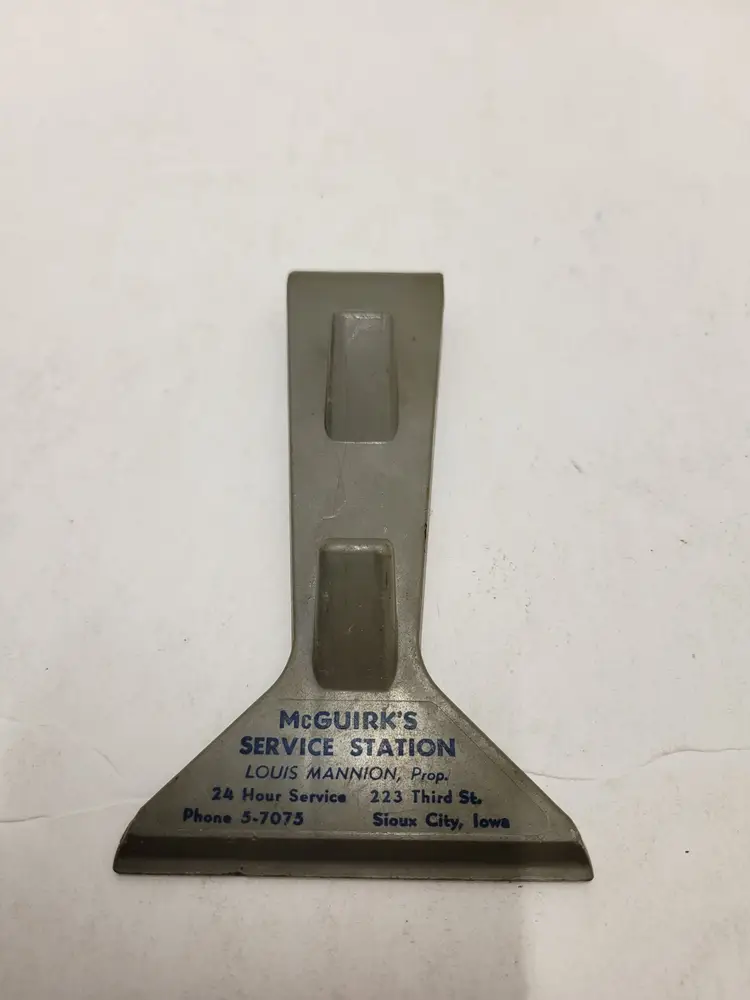 McGUIRK'S
SERVICE STATION
LOUIS MANNION, Prop.
24 Hour Service 223 Third St.
Phone 5-7075 Sioux City, Iowa